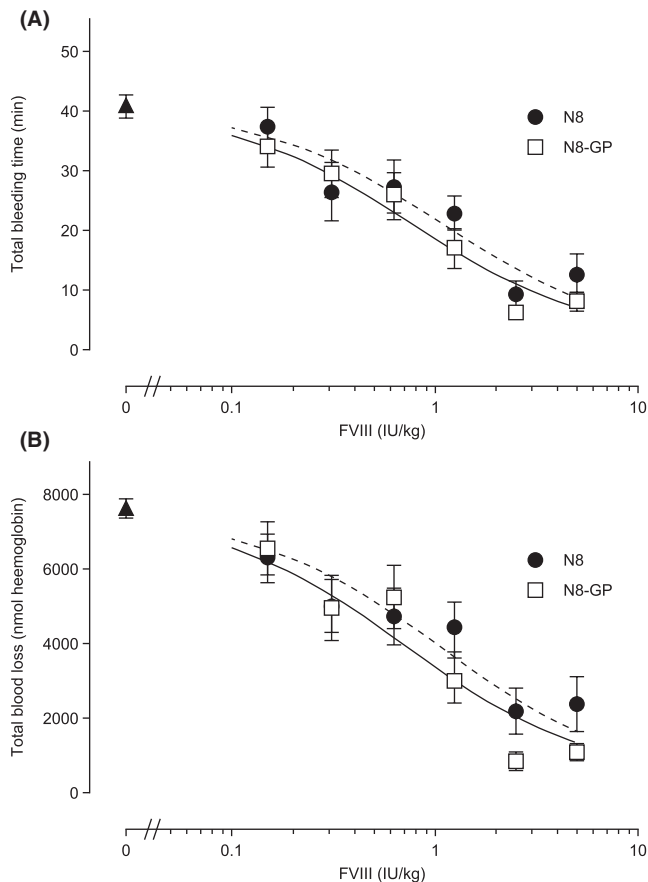 (A)
50
40
30
20
10
0
Total bleeding time (min)
N8
N8-GP
0
0.1
1
10
FVIII (IU/kg)
(B)
8000
6000
4000
2000
0
Total blood loss (nmol heemoglobin)
N8
N8-GP
0
0.1
1
10
FVIII (IU/kg)